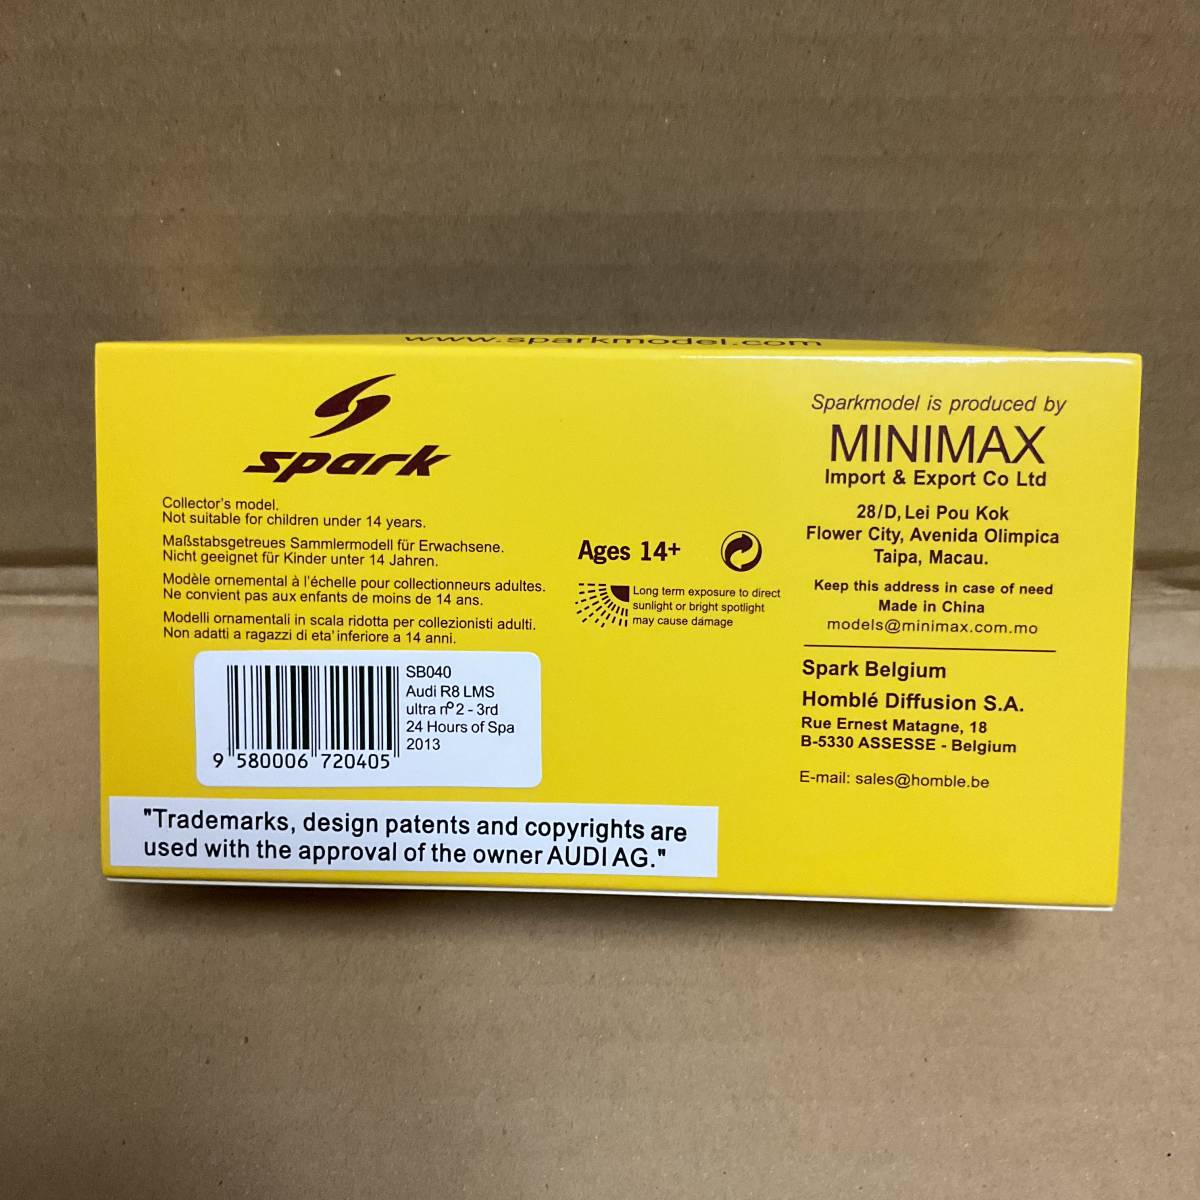 www.sparkmodel.com
spark
Collector's model.
Not suitable for children under 14 years.
Maßstabsgetreues Sammlermodell für Erwachsene.
Nicht geeignet für Kinder unter 14 Jahren.
Modèle ornemental à l'échelle pour collectionneurs adultes.
Ne convient pas aux enfants de moins de 14 ans.
Modelli ornamentali in scala ridotta per collezionisti adulti.
Non adatti a ragazzi di eta' inferiore a 14 anni.
SB040
Audi R8 LMS
ultra nº2 - 3rd
24 Hours of Spa
2013
9 580006 720405
"Trademarks, design patents and copyrights are
used with the approval of the owner AUDI AG."
Ages 14+
Long term exposure to direct
sunlight or bright spotlight
may cause damage
Sparkmodel is produced by
MINIMAX
Import & Export Co Ltd
28/D, Lei Pou Kok
Flower City, Avenida Olimpica
Taipa, Macau.
Keep this address in case of need
Made in China
models@minimax.com.mo
Spark Belgium
Homblé Diffusion S.A.
Rue Ernest Matagne, 18
B-5330 ASSESSE - Belgium
E-mail: sales@homble.be